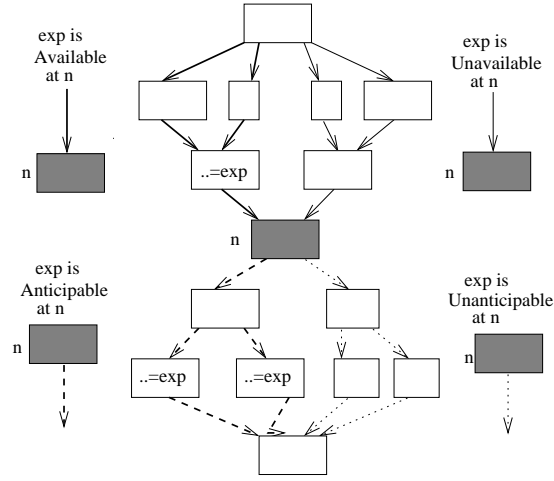 exp is
Available
at n
exp is
Unavailable
at n
n
..=exp
n
n
exp is
Anticipable
at n
exp is
Unanticipable
at n
n
..=exp
..=exp
n